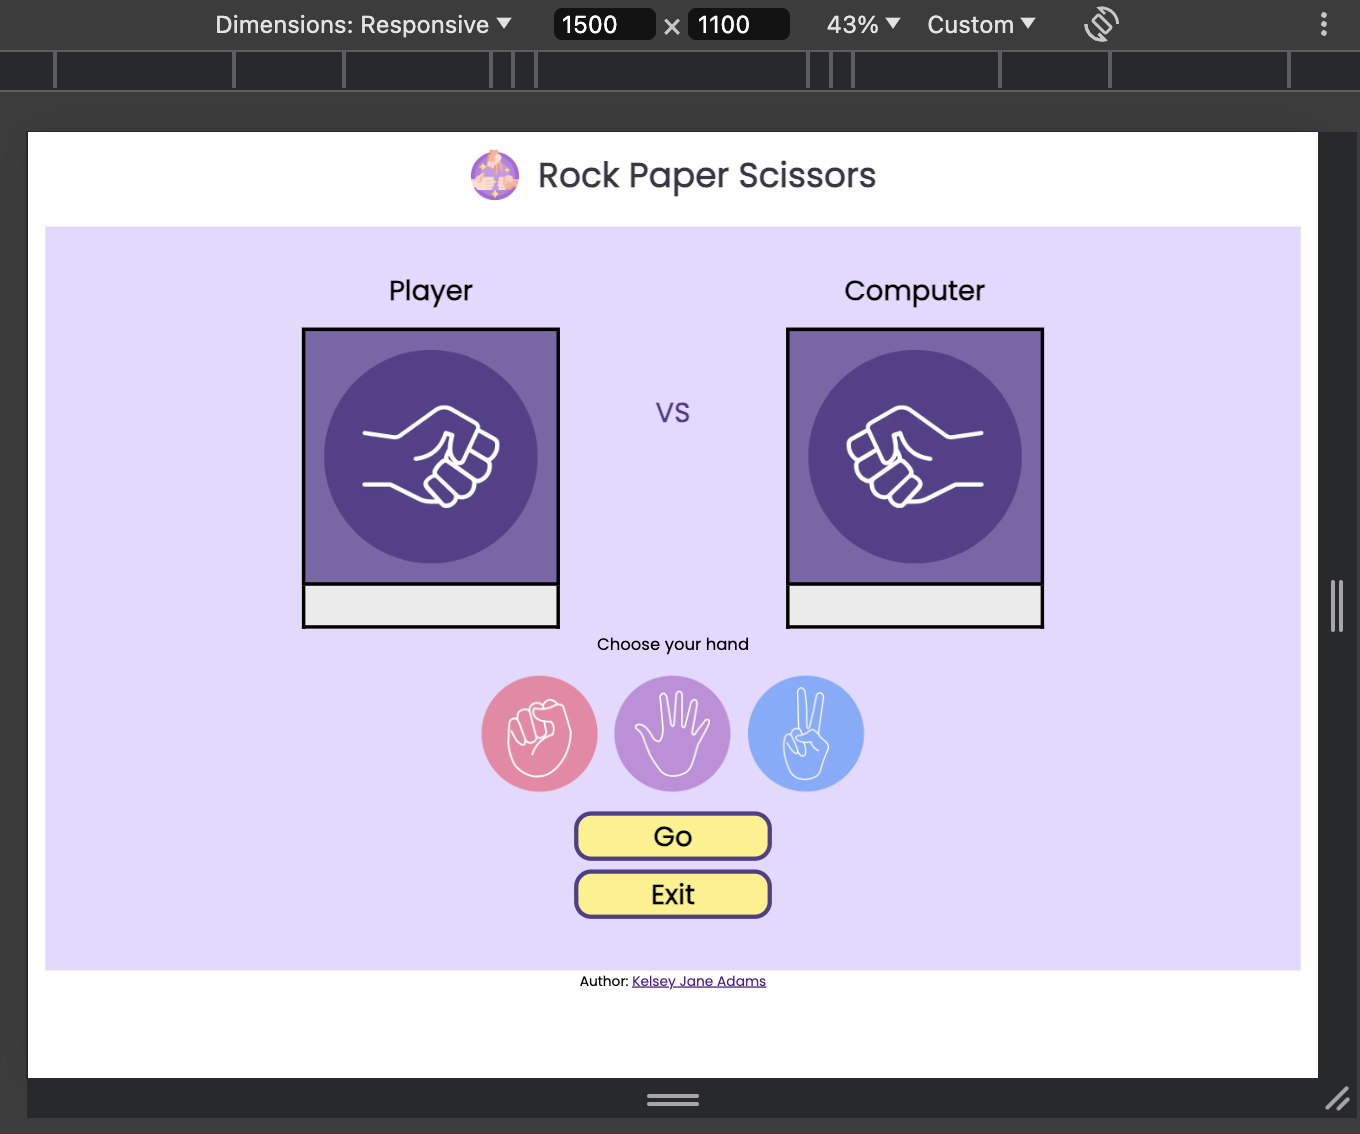 Dimensions: Responsive ▼ 1500 × 1100 43% ▼ Custom ▼
Rock Paper Scissors
Player
Computer
VS
Choose your hand
Go
Exit
Author: Kelsey Jane Adams